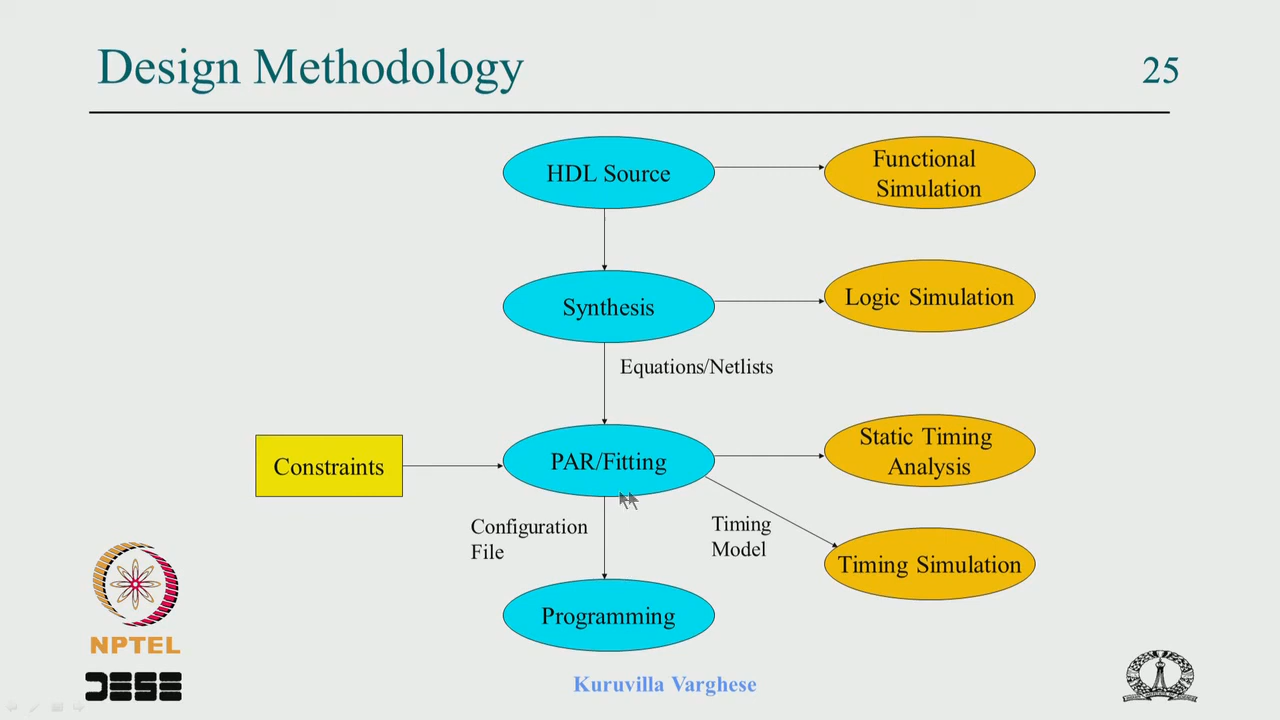 Design Methodology
25
HDL Source
Functional
Simulation
Synthesis
Logic Simulation
Equations/Netlists
Constraints
PAR/Fitting
Static Timing
Analysis
Configuration
File
Timing
Model
Timing Simulation
Programming
NPTEL
DESE
Kuruvilla Varghese